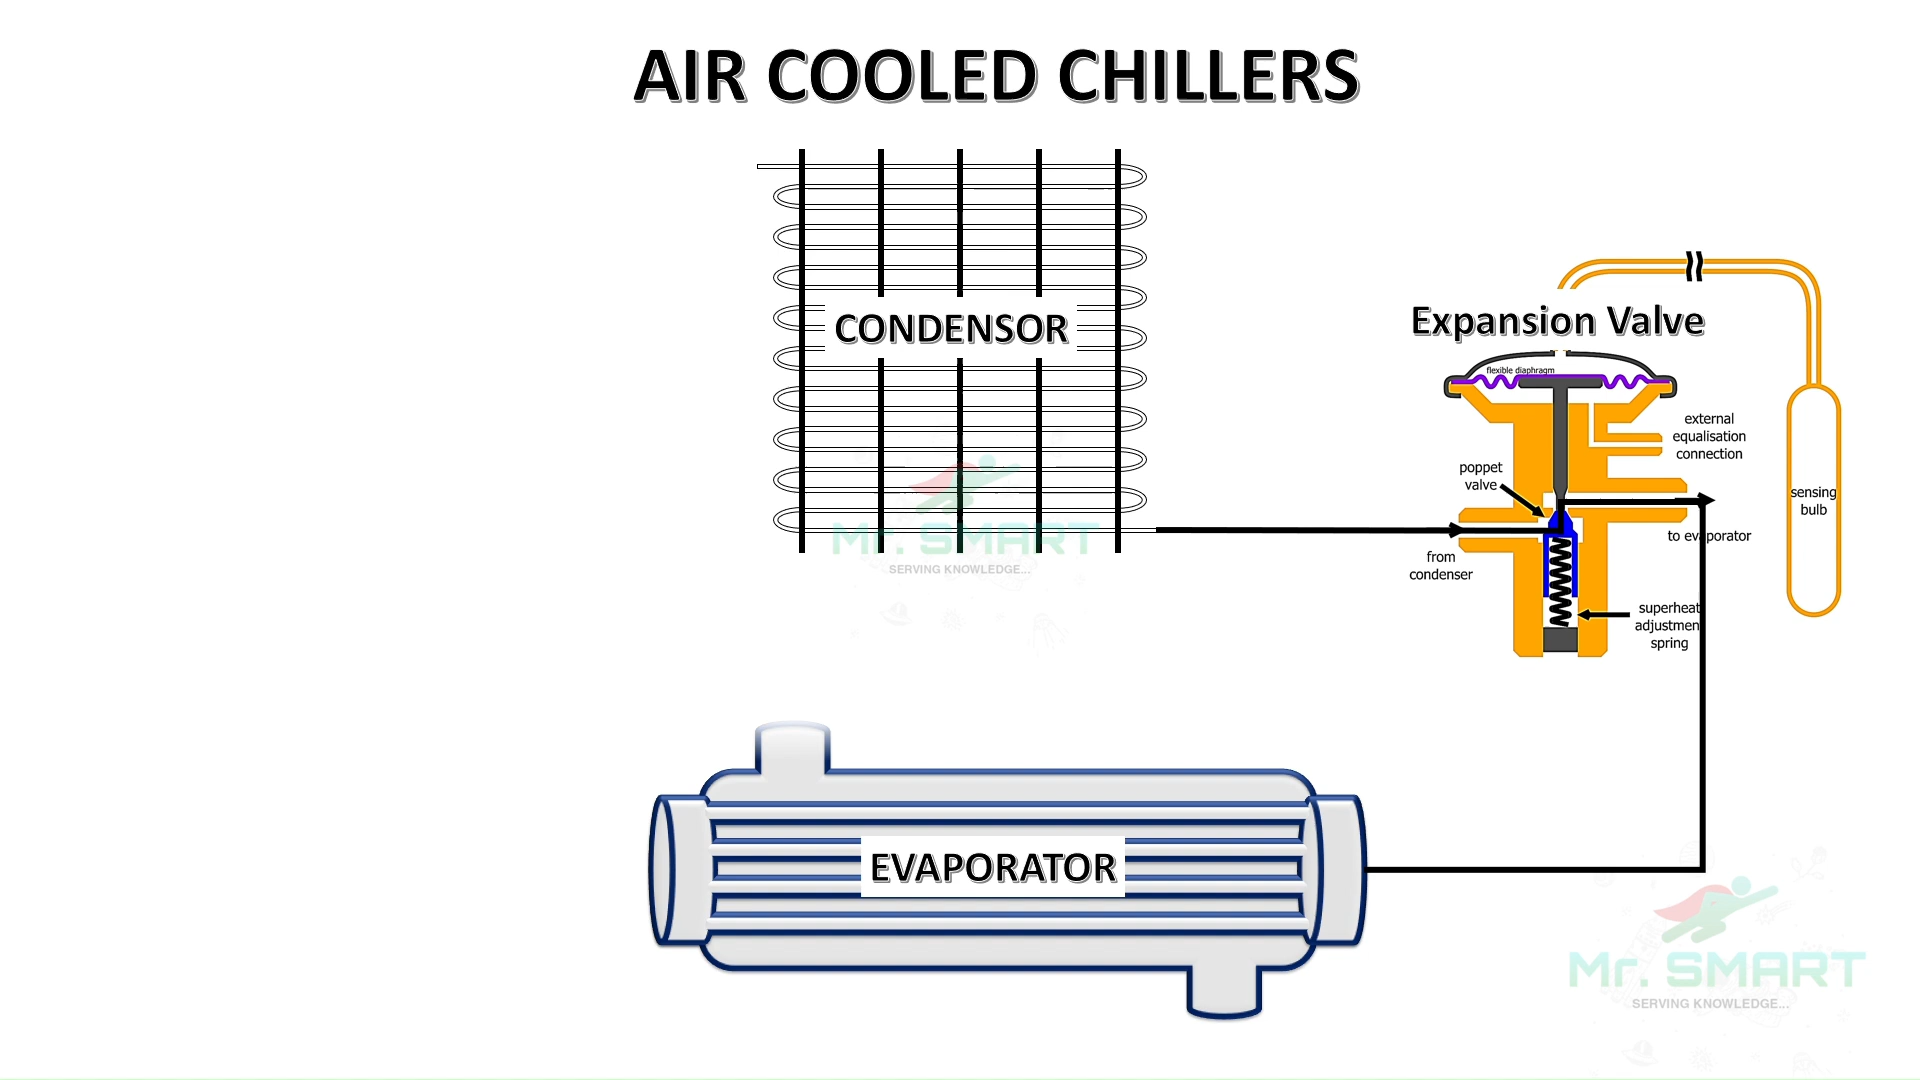 AIR COOLED CHILLERS
CONDENSOR
Expansion Valve
flexible diaphragm
external
equalisation
connection
poppet
valve
sensing
bulb
to evaporator
from
condenser
superheat
adjustment
spring
Mr. SMART
SERVING KNOWLEDGE...
EVAPORATOR
Mr. SMART
SERVING KNOWLEDGE...